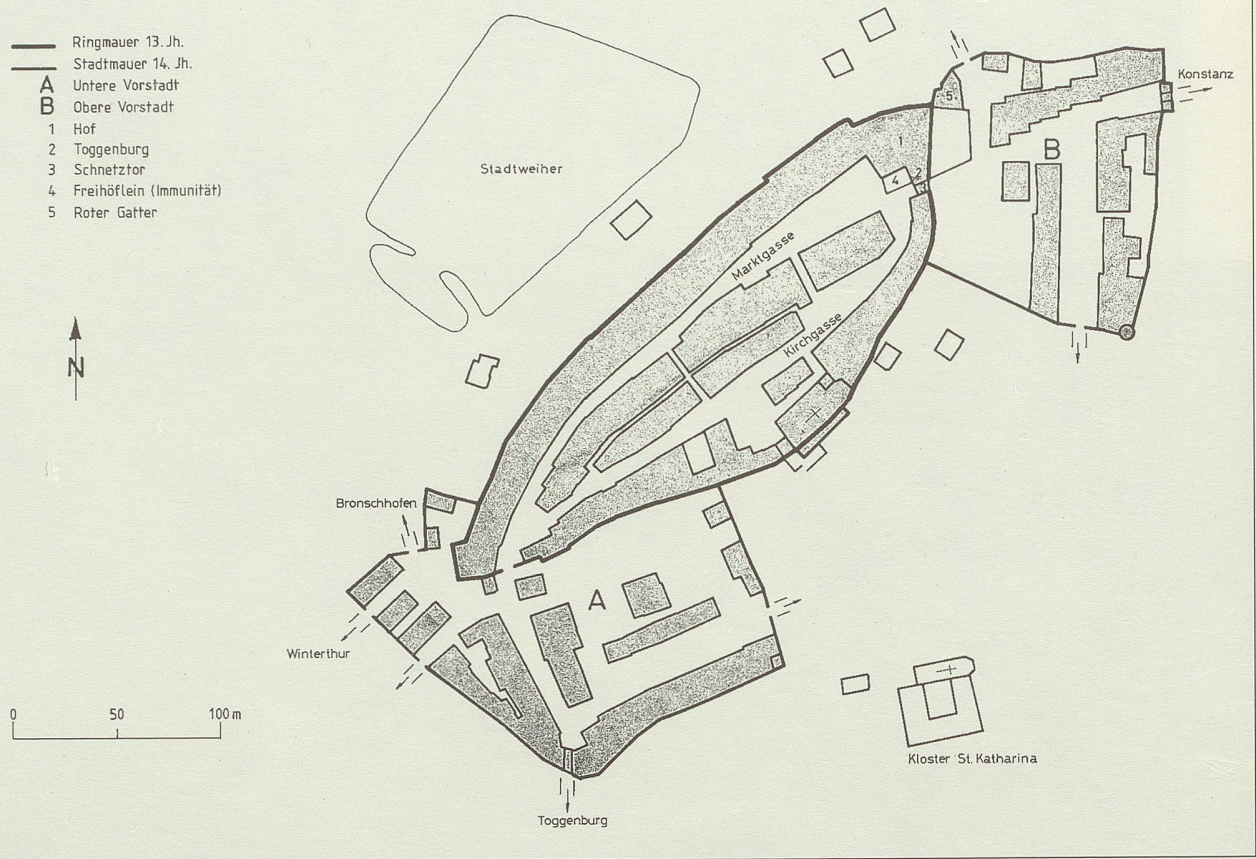 Ringmauer 13. Jh.
Stadtmauer 14. Jh.
A Untere Vorstadt
B Obere Vorstadt
1 Hof
2 Toggenburg
3 Schnetztor
4 Freihöflein (Immunität)
5 Roter Gatter
Stadtweiher
Konstanz
5.
1
B
2
4
3
Marktgasse
Kirchgasse
N
Bronschhofen
A
Winterthur
0 50 100 m
Kloster St. Katharina
Toggenburg